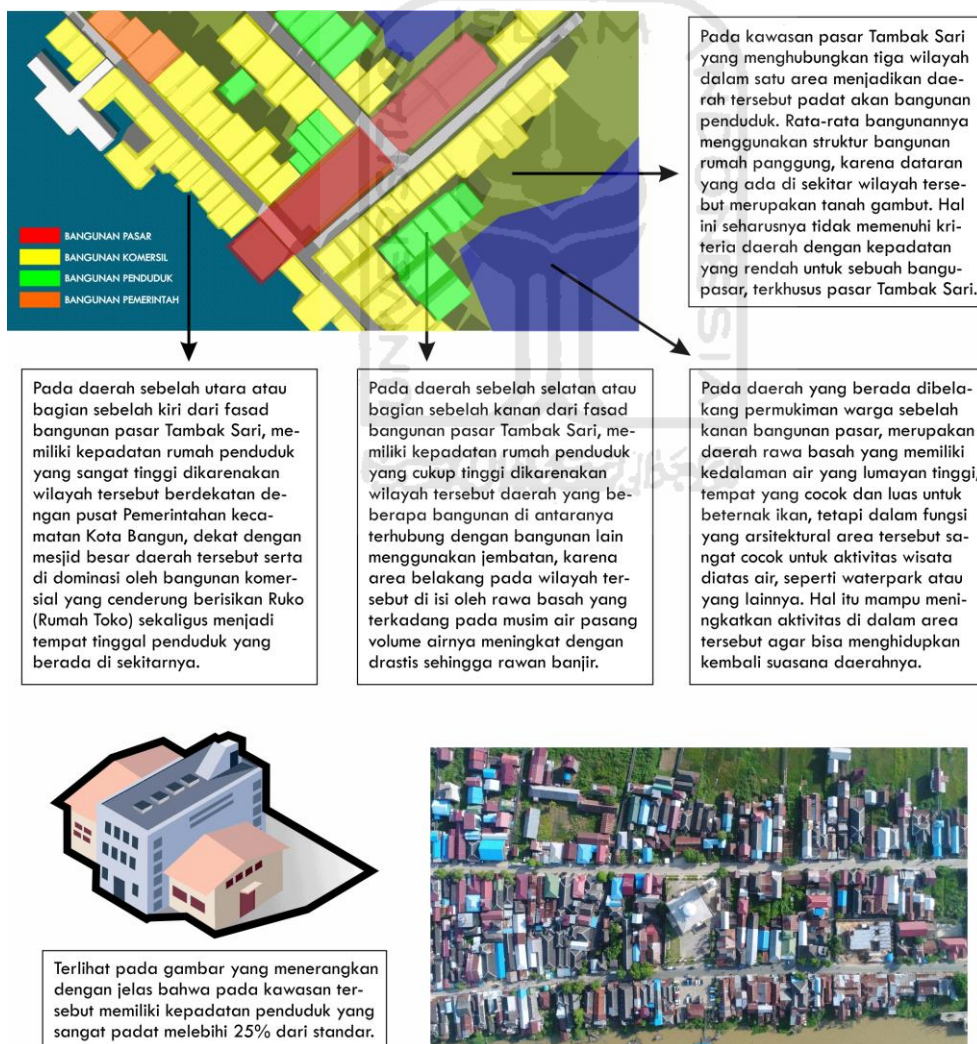 ISLAM
UNIVERSITAS
INDONESIA
Pada kawasan pasar Tambak Sari
yang menghubungkan tiga wilayah
dalam satu area menjadikan dae-
rah tersebut padat akan bangunan
penduduk. Rata-rata bangunannya
menggunakan struktur bangunan
rumah panggung, karena dataran
yang ada di sekitar wilayah terse-
but merupakan tanah gambut. Hal
ini seharusnya tidak memenuhi kri-
teria daerah dengan kepadatan
yang rendah untuk sebuah bangu-
pasar, terkhusus pasar Tambak Sari.
BANGUNAN PASAR
BANGUNAN KOMERSIL
BANGUNAN PENDUDUK
BANGUNAN PEMERINTAH
Pada daerah sebelah utara atau
bagian sebelah kiri dari fasad
bangunan pasar Tambak Sari, me-
miliki kepadatan rumah penduduk
yang sangat tinggi dikarenakan
wilayah tersebut berdekatan de-
ngan pusat Pemerintahan keca-
matan Kota Bangun, dekat dengan
mesjid besar daerah tersebut serta
di dominasi oleh bangunan komer-
sial yang cenderung berisikan Ruko
(Rumah Toko) sekaligus menjadi
tempat tinggal penduduk yang
berada di sekitarnya.
Pada daerah sebelah selatan atau
bagian sebelah kanan dari fasad
bangunan pasar Tambak Sari, me-
miliki kepadatan rumah penduduk
yang cukup tinggi dikarenakan
wilayah tersebut daerah yang be-
berapa bangunan di antaranya
terhubung dengan bangunan lain
menggunakan jembatan, karena
area belakang pada wilayah ter-
sebut di isi oleh rawa basah yang
terkadang pada musim air pasang
volume airnya meningkat dengan
drastis sehingga rawan banjir.
Pada daerah yang berada dibela-
kang permukiman warga sebelah
kanan bangunan pasar, merupakan
daerah rawa basah yang memiliki
kedalaman air yang lumayan tinggi,
tempat yang cocok dan luas untuk
beternak ikan, tetapi dalam fungsi
yang arsitektural area tersebut sa-
ngat cocok untuk aktivitas wisata
diatas air, seperti waterpark atau
yang lainnya. Hal itu mampu meni-
ngkatkan aktivitas di dalam area
tersebut agar bisa menghidupkan
kembali suasana daerahnya.
Terlihat pada gambar yang menerangkan
dengan jelas bahwa pada kawasan ter-
sebut memiliki kepadatan penduduk yang
sangat padat melebihi 25% dari standar.